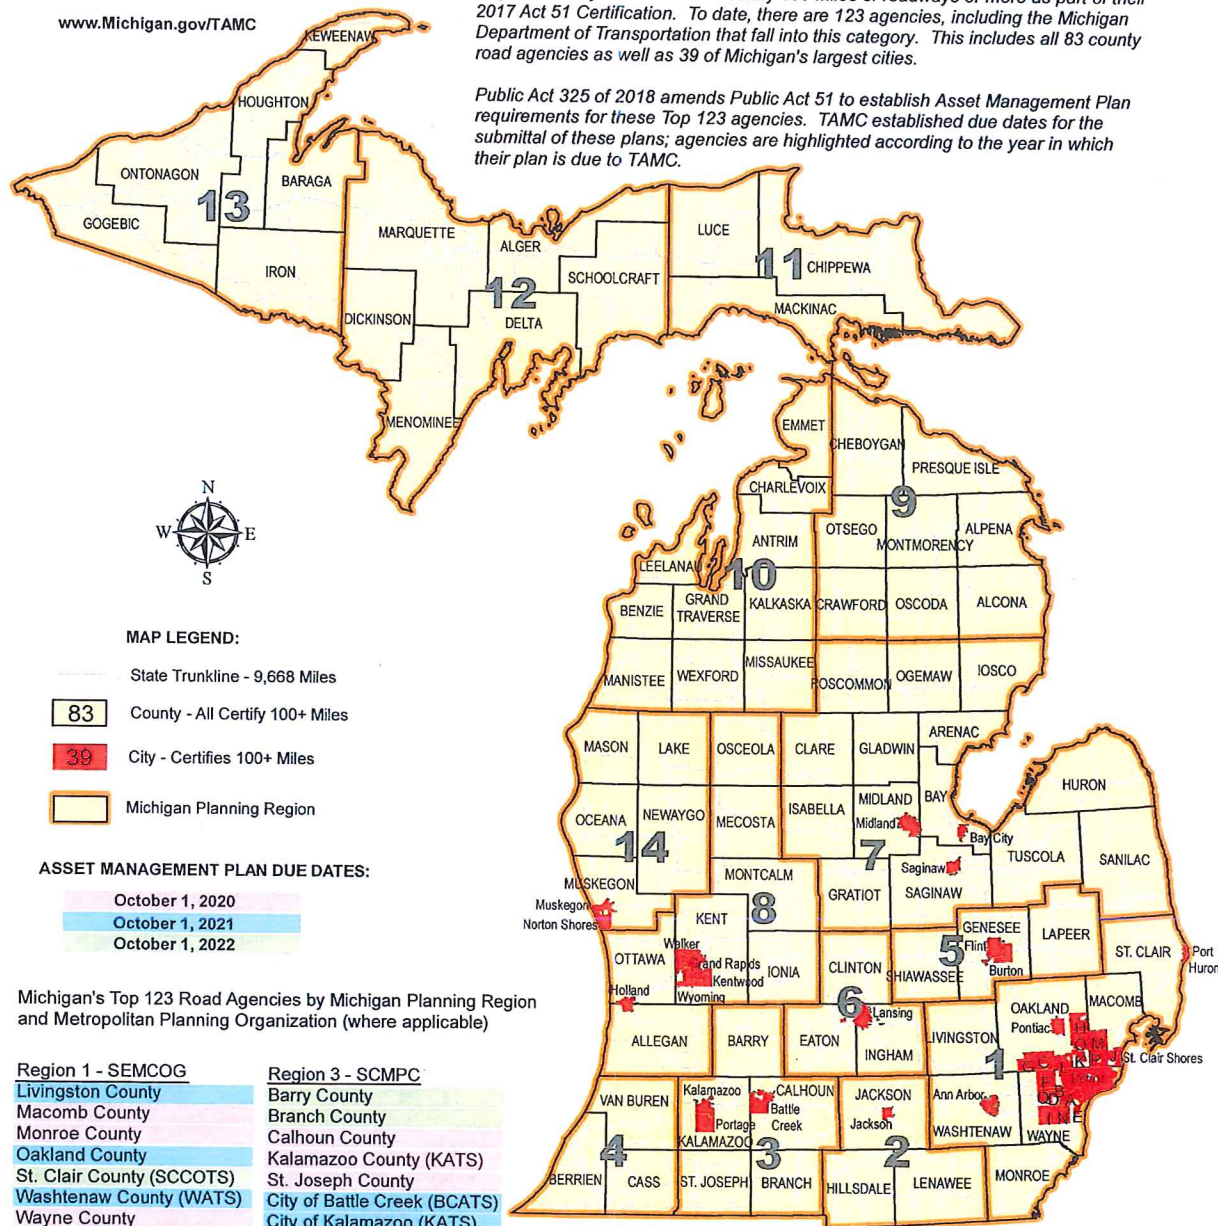 www.Michigan.gov/TAMC
2017 Act 51 Certification. To date, there are 123 agencies, including the Michigan
Department of Transportation that fall into this category. This includes all 83 county
road agencies as well as 39 of Michigan's largest cities.
Public Act 325 of 2018 amends Public Act 51 to establish Asset Management Plan
requirements for these Top 123 agencies. TAMC established due dates for the
submittal of these plans; agencies are highlighted according to the year in which
their plan is due to TAMC.
KEWEENAW
HOUGHTON
ONTONAGON
BARAGA
13
GOGEBIC
IRON
MARQUETTE
ALGER
SCHOOLCRAFT
12
DICKINSON
DELTA
MENOMINEE
LUCE
11
CHIPPEWA
MACKINAC
EMMET
CHEBOYGAN
PRESQUE ISLE
CHARLEVOIX
9
OTSEGO
MONTMORENCY
ALPENA
ANTRIM
LEELANAU
10
BENZIE
GRAND
TRAVERSE
KALKASKA
CRAWFORD
OSCODA
ALCONA
MANISTEE
WEXFORD
MISSAUKEE
ROSCOMMON
OGEMAW
IOSCO
N
W
E
S
MAP LEGEND:
State Trunkline - 9,668 Miles
83
County - All Certify 100+ Miles
39
City - Certifies 100+ Miles
Michigan Planning Region
MASON
LAKE
OSCEOLA
CLARE
GLADWIN
ARENAC
HURON
OCEANA
NEWAYGO
MECOSTA
ISABELLA
MIDLAND
BAY
Midland
Bay City
14
7
TUSCOLA
SANILAC
MUSKEGON
MONTCALM
GRATIOT
Saginaw
SAGINAW
8
Muskegon
Norton Shores
KENT
GENESEE
LAPEER
Walker
Flint
5
OTTAWA
Grand Rapids
Kentwood
Wyoming
IONIA
CLINTON
SHIAWASSEE
Burton
ST. CLAIR
Port
Huron
Holland
6
Lansing
OAKLAND
MACOMB
Pontiac
ALLEGAN
BARRY
EATON
INGHAM
LIVINGSTON
1
St. Clair Shores
VAN BUREN
Kalamazoo
CALHOUN
JACKSON
Ann Arbor
Portage
Battle
Creek
Jackson
WASHTENAW
WAYNE
KALAMAZOO
4
3
2
BERRIEN
CASS
ST. JOSEPH
BRANCH
HILLSDALE
LENAWEE
MONROE
ASSET MANAGEMENT PLAN DUE DATES:
October 1, 2020
October 1, 2021
October 1, 2022
Michigan's Top 123 Road Agencies by Michigan Planning Region
and Metropolitan Planning Organization (where applicable)
Region 1 - SEMCOG
Livingston County
Macomb County
Monroe County
Oakland County
St. Clair County (SCCOTS)
Washtenaw County (WATS)
Wayne County
Region 3 - SCMPC
Barry County
Branch County
Calhoun County
Kalamazoo County (KATS)
St. Joseph County
City of Battle Creek (BCATS)
City of Kalamazoo (KATS)